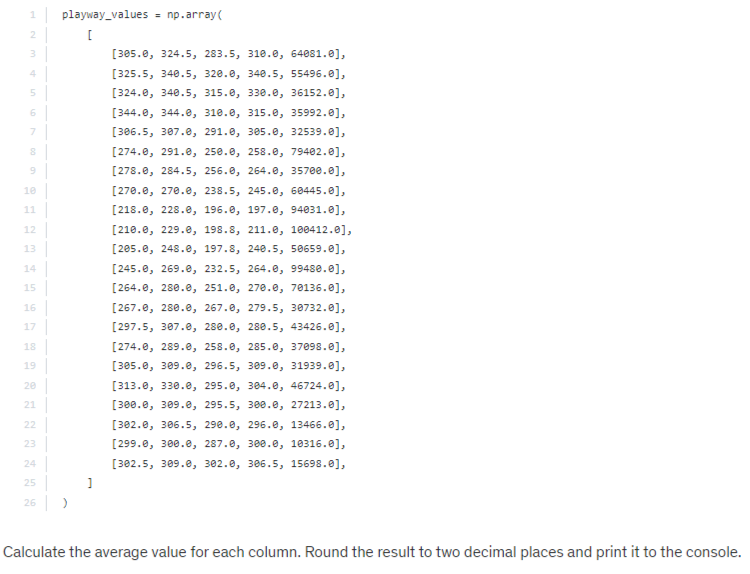 1 playway_values = np.array(
2 [
3 [305.0, 324.5, 283.5, 310.0, 64081.0],
4 [325.5, 340.5, 320.0, 340.5, 55496.0],
5 [324.0, 340.5, 315.0, 330.0, 36152.0],
6 [344.0, 344.0, 310.0, 315.0, 35992.0],
7 [306.5, 307.0, 291.0, 305.0, 32539.0],
8 [274.0, 291.0, 250.0, 258.0, 79402.0],
9 [278.0, 284.5, 256.0, 264.0, 35700.0],
10 [270.0, 270.0, 238.5, 245.0, 60445.0],
11 [218.0, 228.0, 196.0, 197.0, 94031.0],
12 [210.0, 229.0, 198.8, 211.0, 100412.0],
13 [205.0, 248.0, 197.8, 240.5, 50659.0],
14 [245.0, 269.0, 232.5, 264.0, 99480.0],
15 [264.0, 280.0, 251.0, 270.0, 70136.0],
16 [267.0, 280.0, 267.0, 279.5, 30732.0],
17 [297.5, 307.0, 280.0, 280.5, 43426.0],
18 [274.0, 289.0, 258.0, 285.0, 37098.0],
19 [305.0, 309.0, 296.5, 309.0, 31939.0],
20 [313.0, 330.0, 295.0, 304.0, 46724.0],
21 [300.0, 309.0, 295.5, 300.0, 27213.0],
22 [302.0, 306.5, 290.0, 296.0, 13466.0],
23 [299.0, 300.0, 287.0, 300.0, 10316.0],
24 [302.5, 309.0, 302.0, 306.5, 15698.0],
25 ]
26 )
Calculate the average value for each column. Round the result to two decimal places and print it to the console.